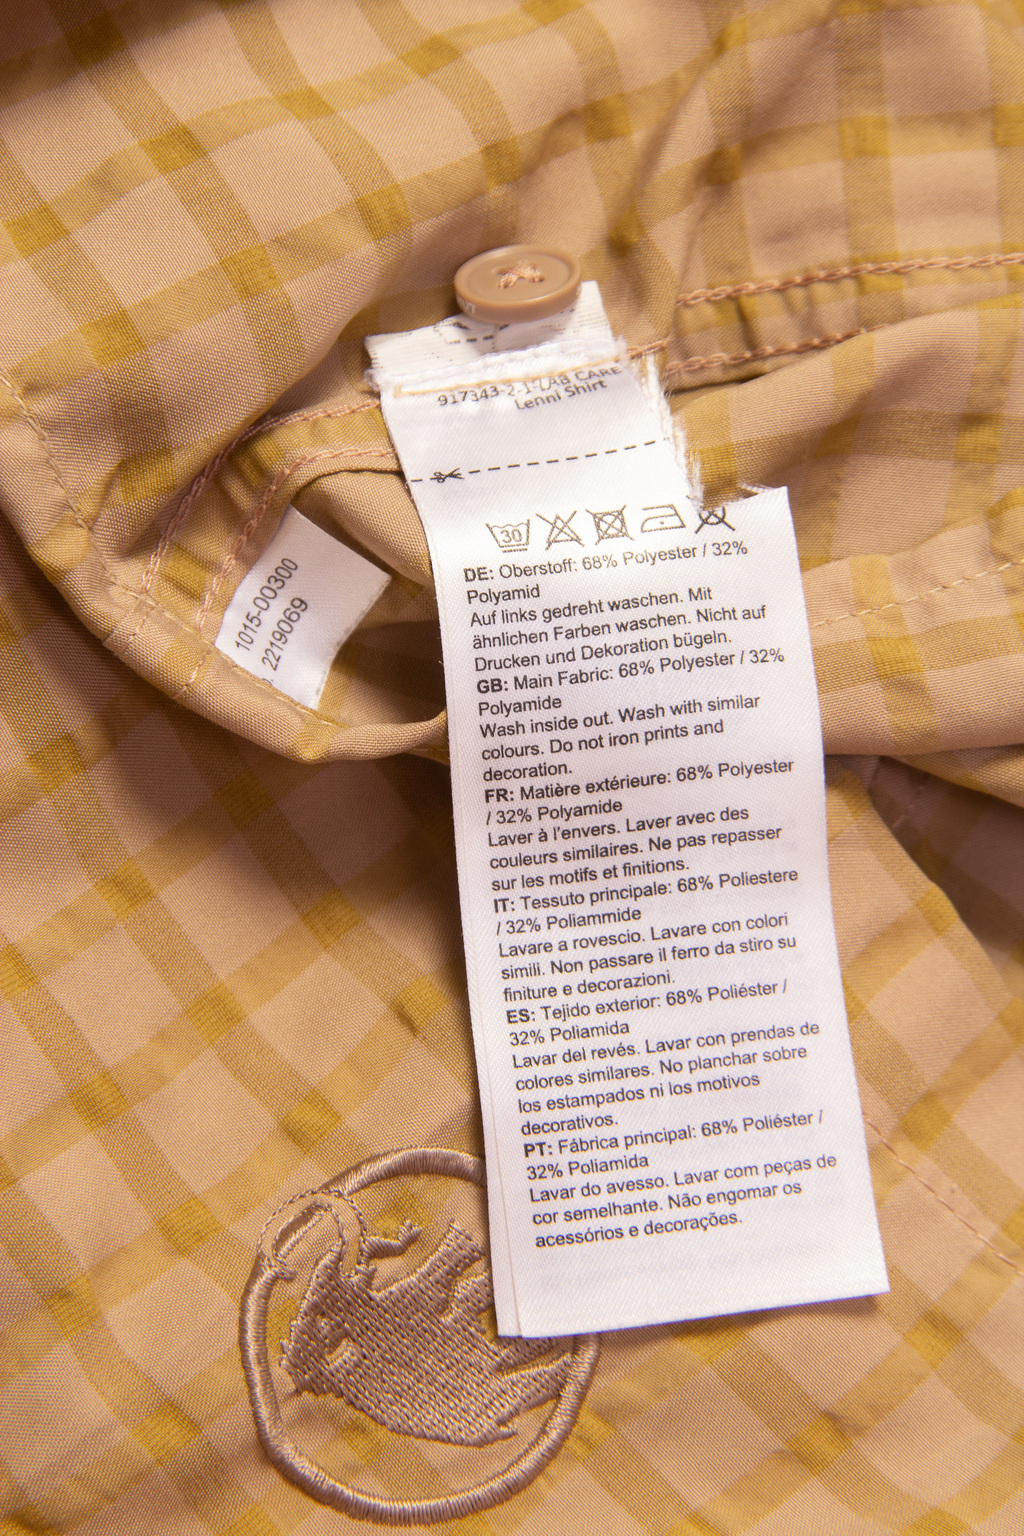 917343-2-1-LAB CARE
Lenni Shirt
30
DE: Oberstoff: 68% Polyester / 32%
Polyamid
Auf links gedreht waschen. Mit
ähnlichen Farben waschen. Nicht auf
Drucken und Dekoration bügeln.
GB: Main Fabric: 68% Polyester / 32%
Polyamide
Wash inside out. Wash with similar
colours. Do not iron prints and
decoration.
FR: Matière extérieure: 68% Polyester
/ 32% Polyamide
Laver à l'envers. Laver avec des
couleurs similaires. Ne pas repasser
sur les motifs et finitions.
IT: Tessuto principale: 68% Poliestere
/ 32% Poliammide
Lavare a rovescio. Lavare con colori
simili. Non passare il ferro da stiro su
finiture e decorazioni.
ES: Tejido exterior: 68% Poliéster /
32% Poliamida
Lavar del revés. Lavar con prendas de
colores similares. No planchar sobre
los estampados ni los motivos
decorativos.
PT: Fábrica principal: 68% Poliéster /
32% Poliamida
Lavar do avesso. Lavar com peças de
cor semelhante. Não engomar os
acessórios e decorações.
1015-00300
2219069